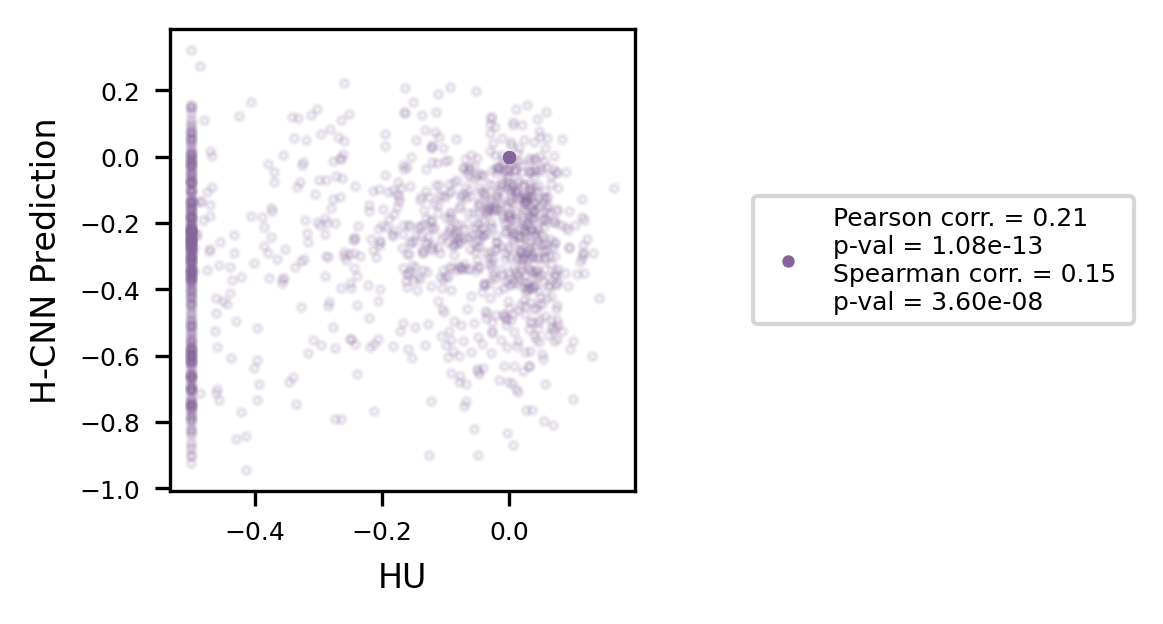 0.2
0.0
−0.2
−0.4
−0.6
−0.8
−1.0
H-CNN Prediction
−0.4
−0.2
0.0
HU
Pearson corr. = 0.21
p-val = 1.08e-13
Spearman corr. = 0.15
p-val = 3.60e-08